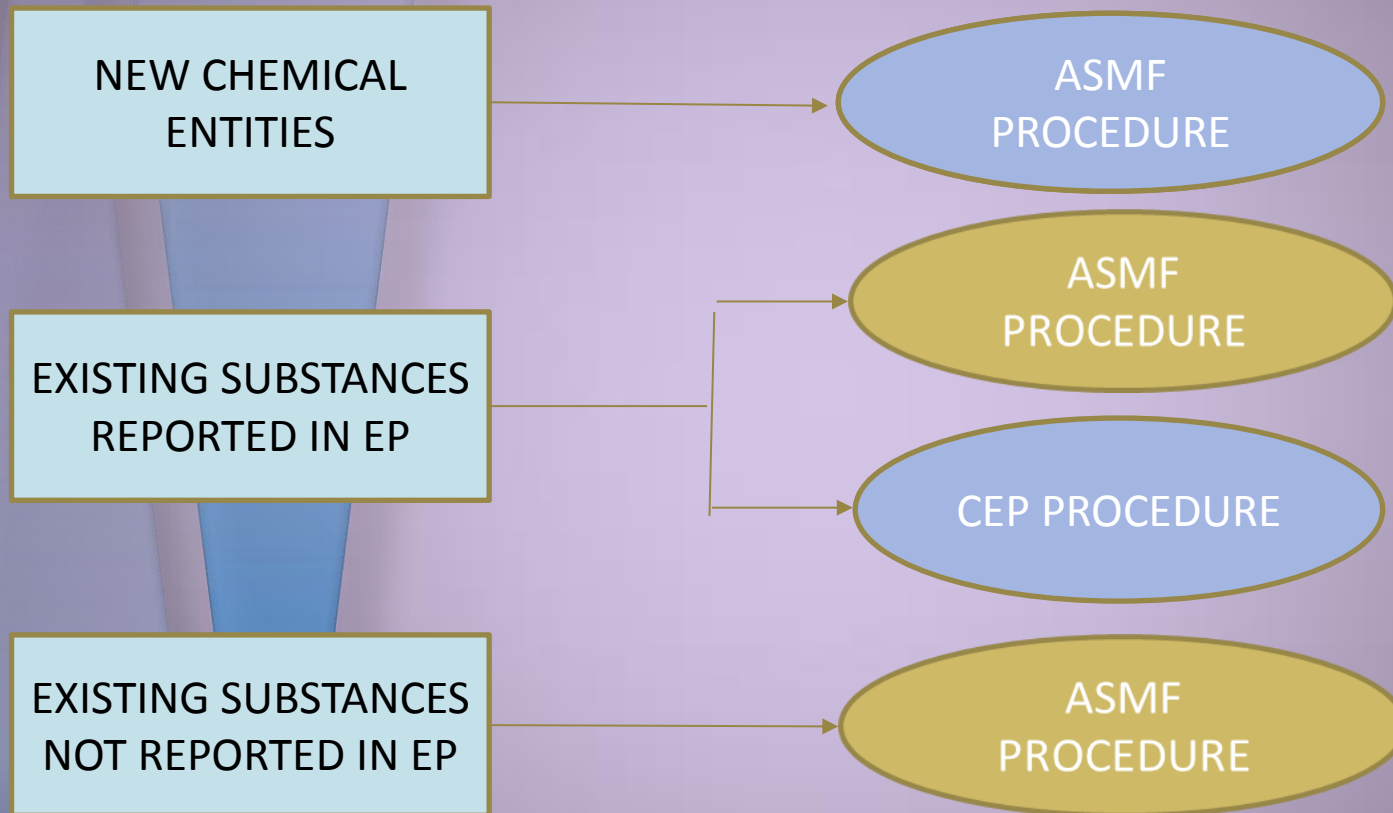 NEW CHEMICAL
ENTITIES
ASMF
PROCEDURE
EXISTING SUBSTANCES
REPORTED IN EP
ASMF
PROCEDURE
CEP PROCEDURE
EXISTING SUBSTANCES
NOT REPORTED IN EP
ASMF
PROCEDURE